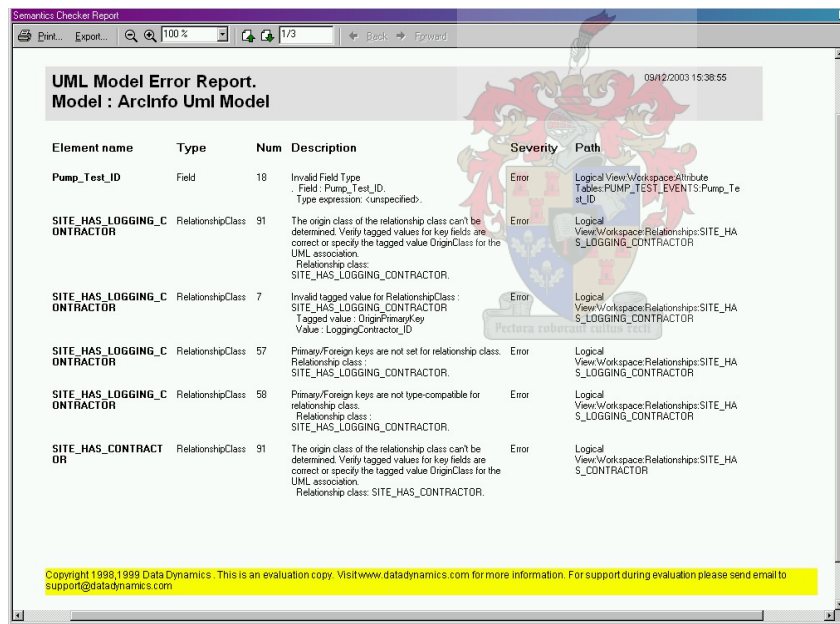 Semantics Checker Report
Print... Export... 100 % 1/3 Back Forward
UML Model Error Report.
Model : ArcInfo Uml Model
09/12/2003 15:38:55
Element name Type Num Description Severity Path
Pump_Test_ID Field 18 Invalid Field Type Error Logical View:Workspace:Attribute
. Field : Pump_Test_ID. Tables:PUMP_TEST_EVENTS:Pump_Te
Type expression: <unspecified>. st_ID
SITE_HAS_LOGGING_C RelationshipClass 91 The origin class of the relationship class can't be Error Logical
ONTRACTOR determined. Verify tagged values for key fields are View:Workspace:Relationships:SITE_HA
correct or specify the tagged value OriginClass for the S_LOGGING_CONTRACTOR
UML association.
Relationship class:
SITE_HAS_LOGGING_CONTRACTOR.
SITE_HAS_LOGGING_C RelationshipClass 7 Invalid tagged value for RelationshipClass : Error Logical
ONTRACTOR SITE_HAS_LOGGING_CONTRACTOR View:Workspace:Relationships:SITE_HA
Tagged value : OriginPrimaryKey S_LOGGING_CONTRACTOR
Value : LoggingContractor_ID
Pectora roborant cultus recti
SITE_HAS_LOGGING_C RelationshipClass 57 Primary/Foreign keys are not set for relationship class. Error Logical
ONTRACTOR Relationship class : View:Workspace:Relationships:SITE_HA
SITE_HAS_LOGGING_CONTRACTOR. S_LOGGING_CONTRACTOR
SITE_HAS_LOGGING_C RelationshipClass 58 Primary/Foreign keys are not type-compatible for Error Logical
ONTRACTOR relationship class. View:Workspace:Relationships:SITE_HA
Relationship class : S_LOGGING_CONTRACTOR
SITE_HAS_LOGGING_CONTRACTOR.
SITE_HAS_CONTRACT RelationshipClass 91 The origin class of the relationship class can't be Error Logical
OR determined. Verify tagged values for key fields are View:Workspace:Relationships:SITE_HA
correct or specify the tagged value OriginClass for the S_CONTRACTOR
UML association.
Relationship class: SITE_HAS_CONTRACTOR.
Copyright 1998,1999 Data Dynamics . This is an evaluation copy. Visit www.datadynamics.com for more information. For support during evaluation please send email to
support@datadynamics.com